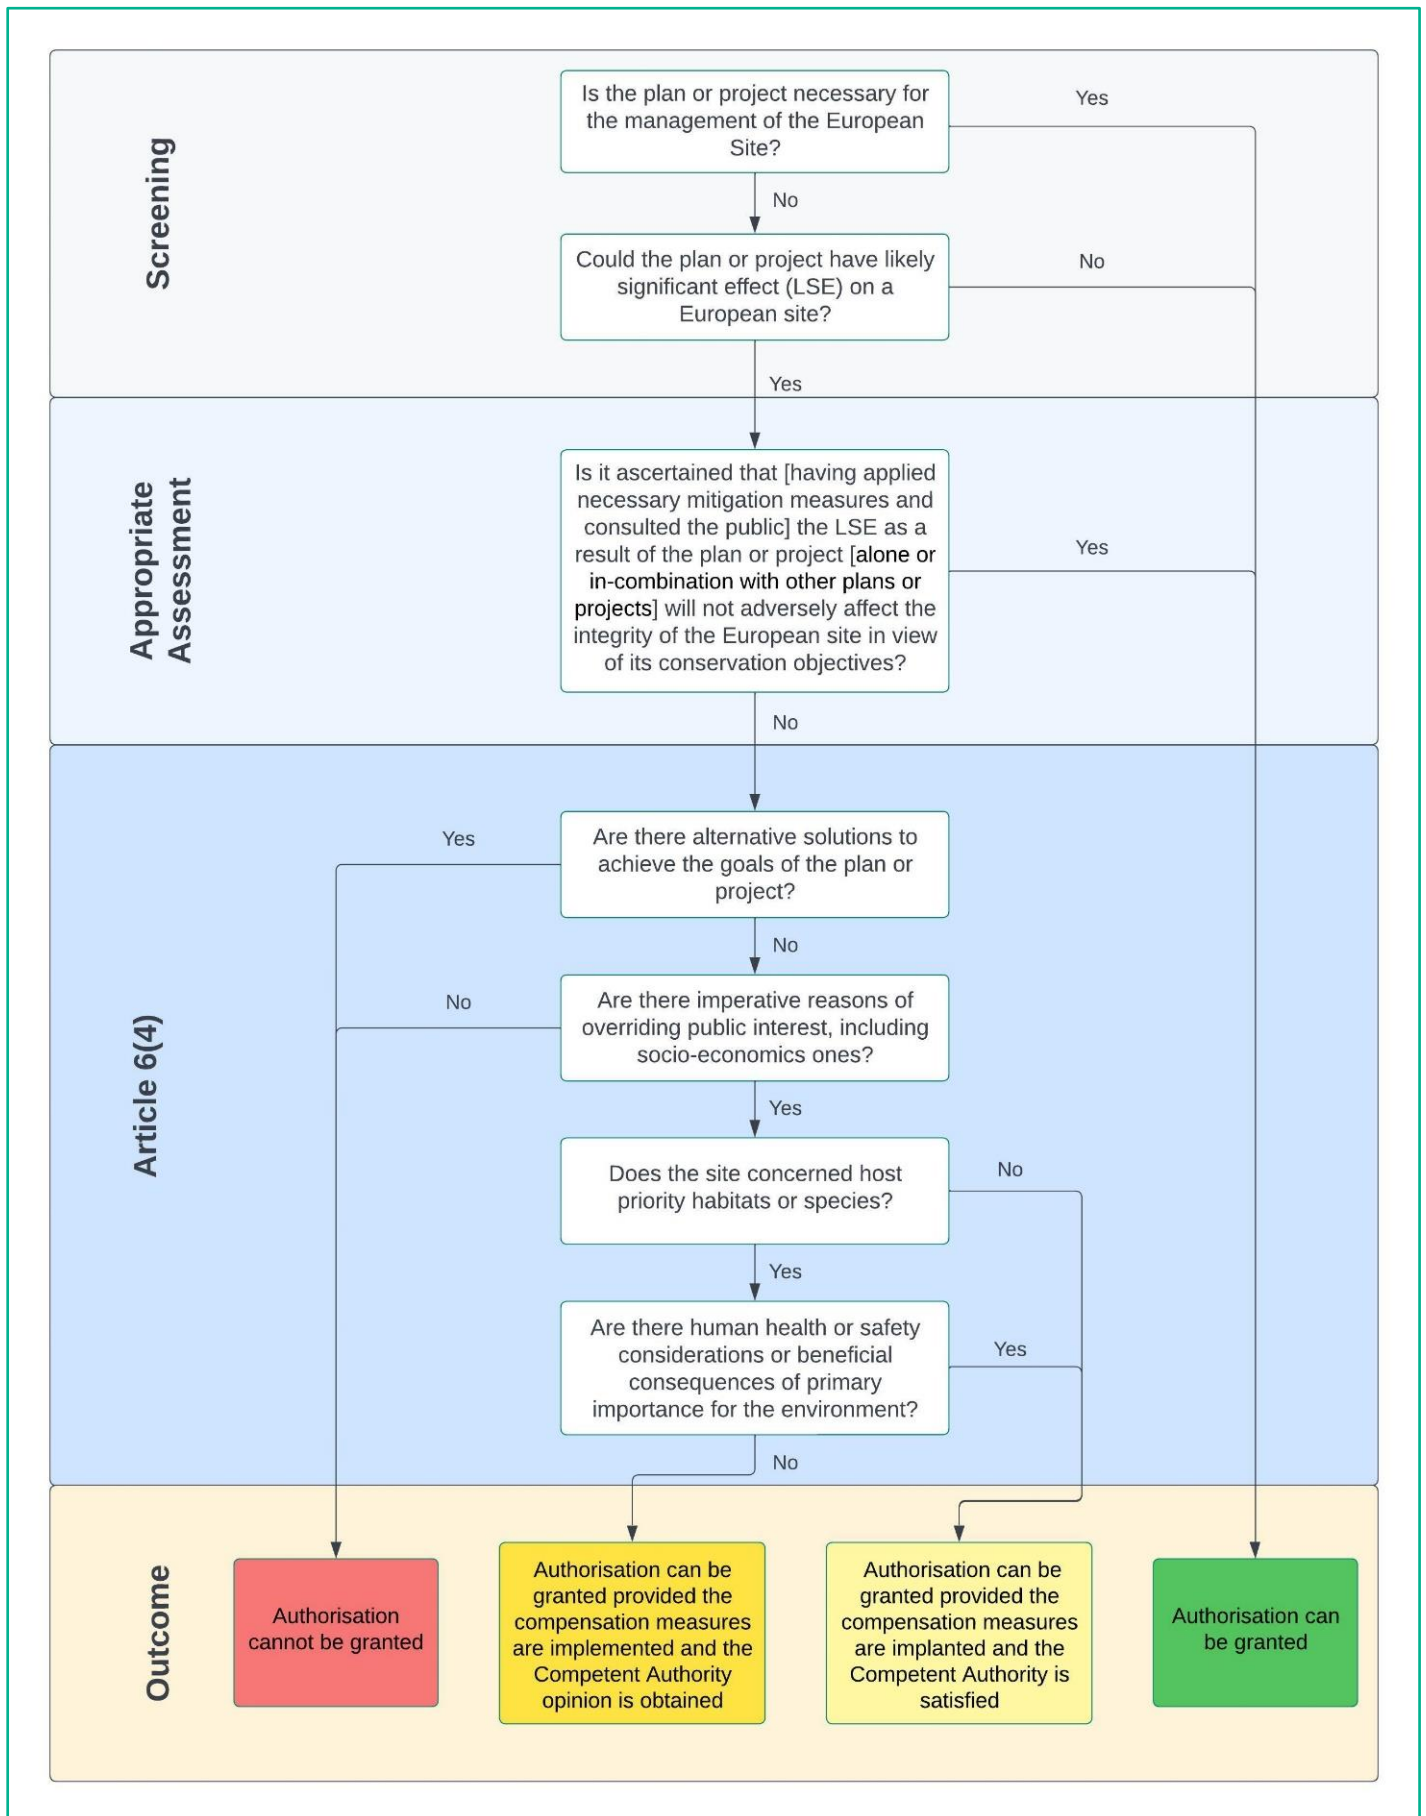 Screening
Is the plan or project necessary for
the management of the European
Site?
Yes
No
Could the plan or project have likely
significant effect (LSE) on a
European site?
No
Yes
Appropriate
Assessment
Is it ascertained that [having applied
necessary mitigation measures and
consulted the public] the LSE as a
result of the plan or project [alone or
in-combination with other plans or
projects] will not adversely affect the
integrity of the European site in view
of its conservation objectives?
Yes
No
Article 6(4)
Are there alternative solutions to
achieve the goals of the plan or
project?
Yes
No
Are there imperative reasons of
overriding public interest, including
socio-economics ones?
No
Yes
Does the site concerned host
priority habitats or species?
No
Yes
Are there human health or safety
considerations or beneficial
consequences of primary
importance for the environment?
Yes
No
Outcome
Authorisation
cannot be granted
Authorisation can be
granted provided the
compensation measures
are implemented and the
Competent Authority
opinion is obtained
Authorisation can be
granted provided the
compensation measures
are implanted and the
Competent Authority is
satisfied
Authorisation can
be granted